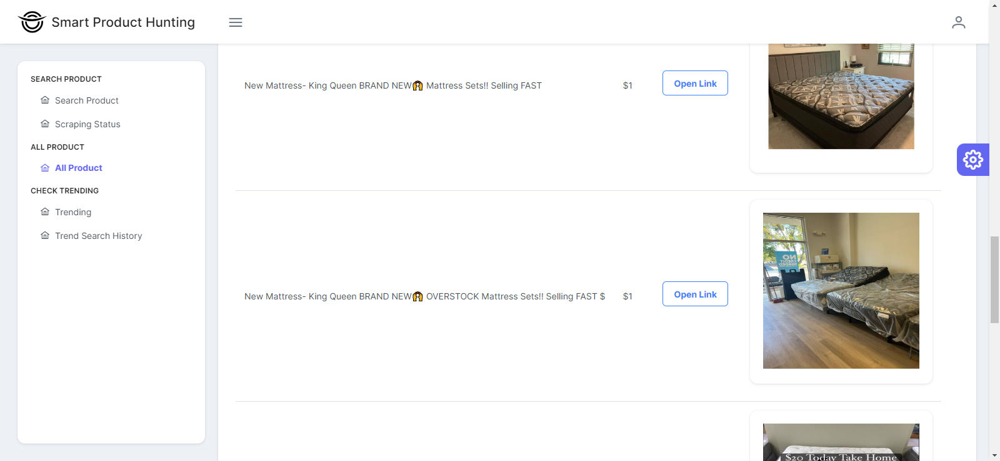 Smart Product Hunting
SEARCH PRODUCT
Search Product
Scraping Status
ALL PRODUCT
All Product
CHECK TRENDING
Trending
Trend Search History
New Mattress- King Queen BRAND NEW🙌 Mattress Sets!! Selling FAST
$1
Open Link
New Mattress- King Queen BRAND NEW🙌 OVERSTOCK Mattress Sets!! Selling FAST $
$1
Open Link
NO
CREDIT
NEEDED
$20 Today Take Home